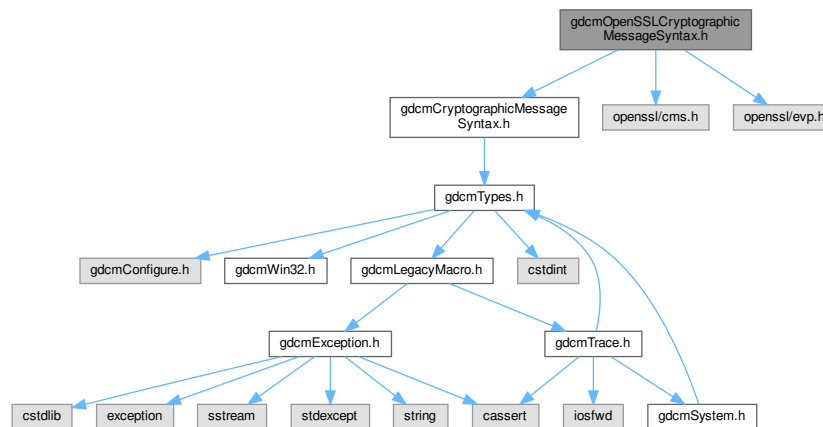 gdcmOpenSSLCryptographic
MessageSyntax.h
gdcmCryptographicMessage
Syntax.h
openssl/cms.h
openssl/evp.h
gdcmTypes.h
gdcmConfigure.h
gdcmWin32.h
gdcmLegacyMacro.h
cstdint
gdcmException.h
gdcmTrace.h
cstdlib
exception
sstream
stdexcept
string
cassert
iosfwd
gdcmSystem.h